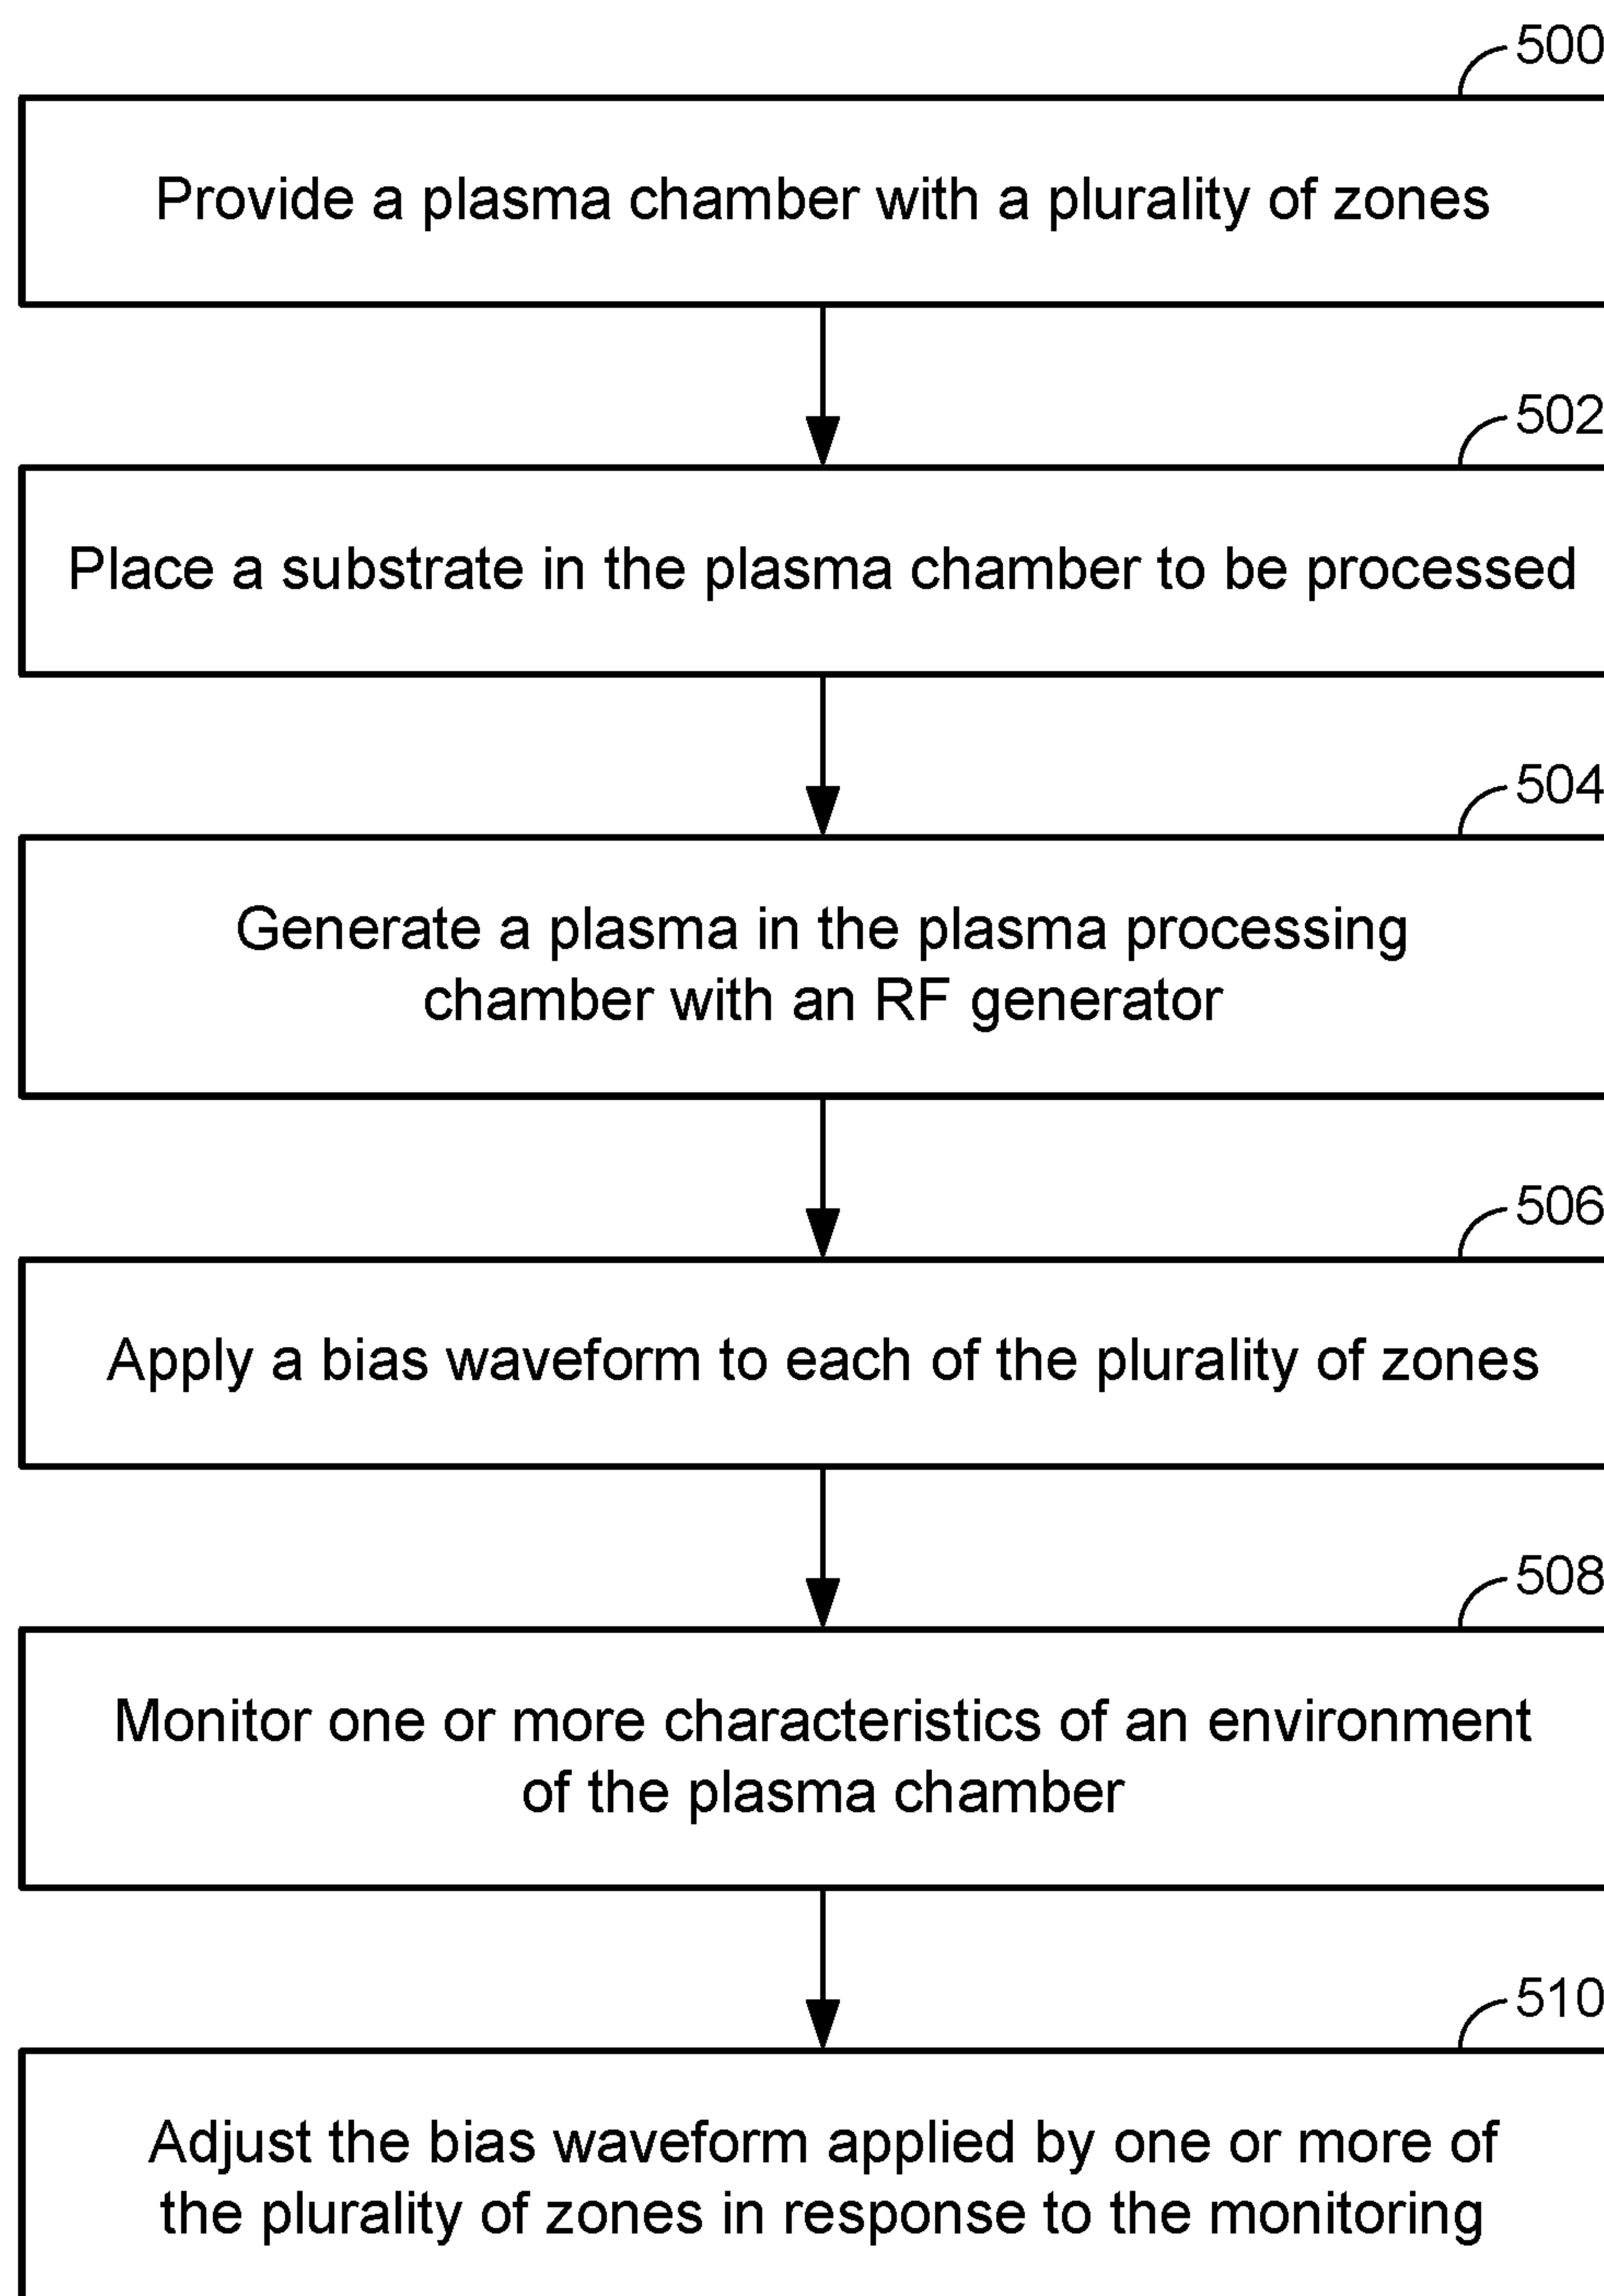 500
Provide a plasma chamber with a plurality of zones
502
Place a substrate in the plasma chamber to be processed
504
Generate a plasma in the plasma processing
chamber with an RF generator
506
Apply a bias waveform to each of the plurality of zones
508
Monitor one or more characteristics of an environment
of the plasma chamber
510
Adjust the bias waveform applied by one or more of
the plurality of zones in response to the monitoring